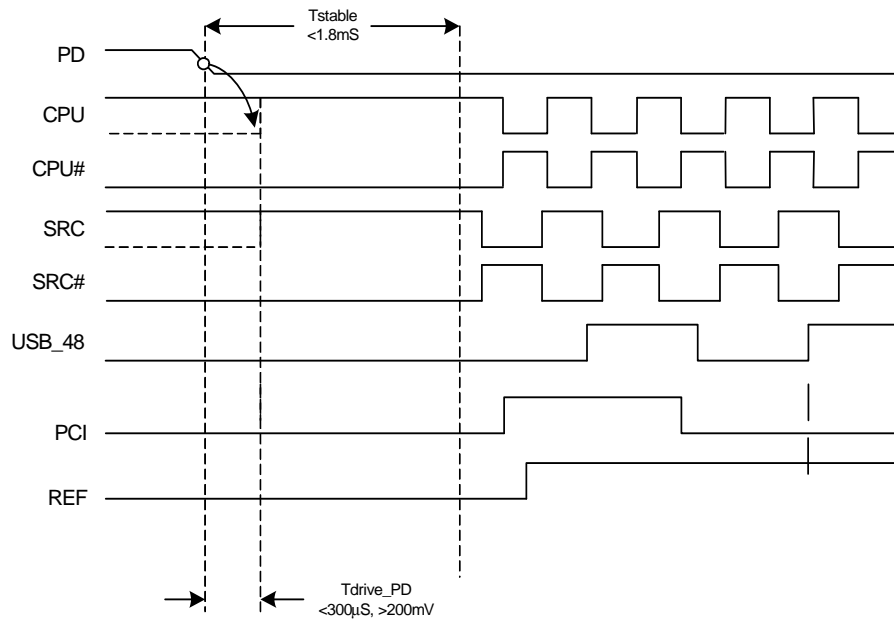 Tstable
<1.8mS
PD
CPU
CPU#
SRC
SRC#
USB_48
PCI
REF
Tdrive_PD
<300μS, >200mV